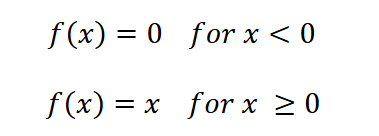 f(x) = 0 for x < 0
f(x) = x for x ≥ 0